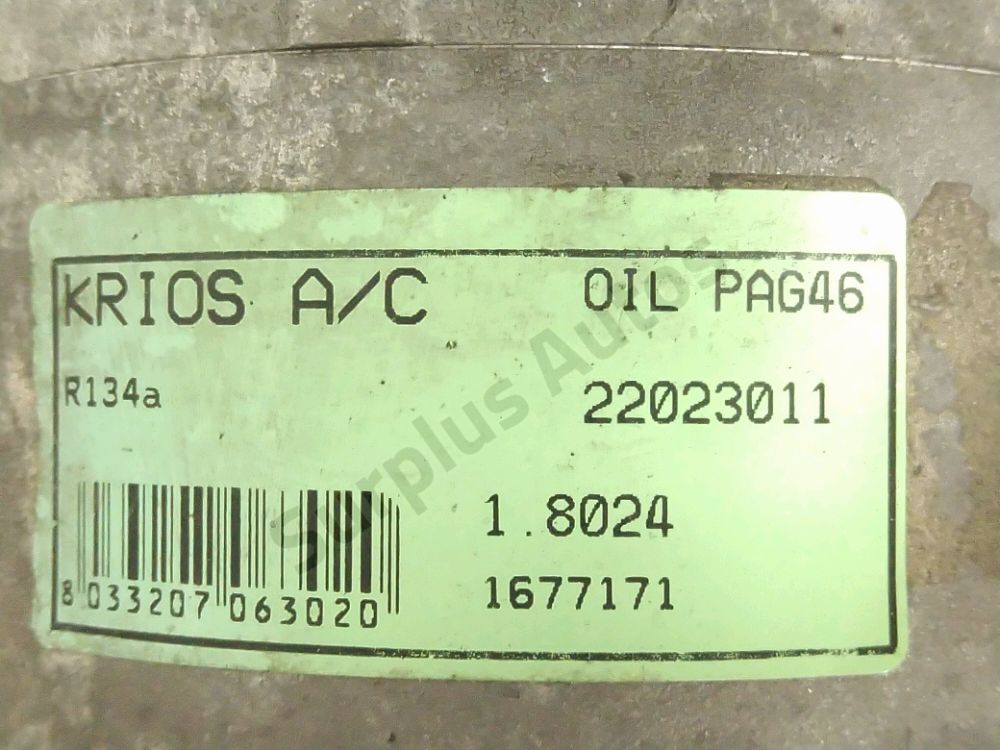 KRIOS A/C OIL PAG46
R134a 22023011
1.8024
1677171
8 033207 063020
Surplus Autos